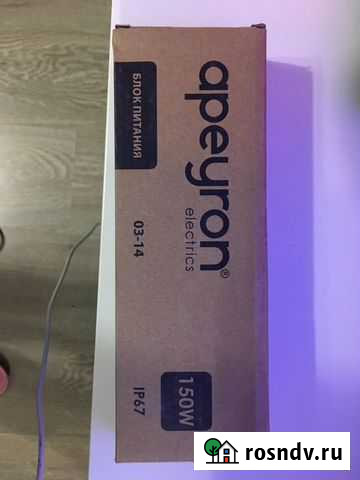 apeyron®
electrics
БЛОК ПИТАНИЯ
03-14
150W
IP67
rosndv.ru